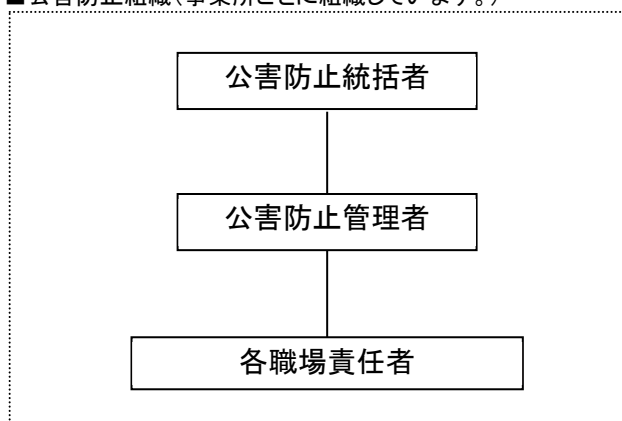 ■公害防止組織(事業所ごとに組織しています。)
公害防止統括者
公害防止管理者
各職場責任者